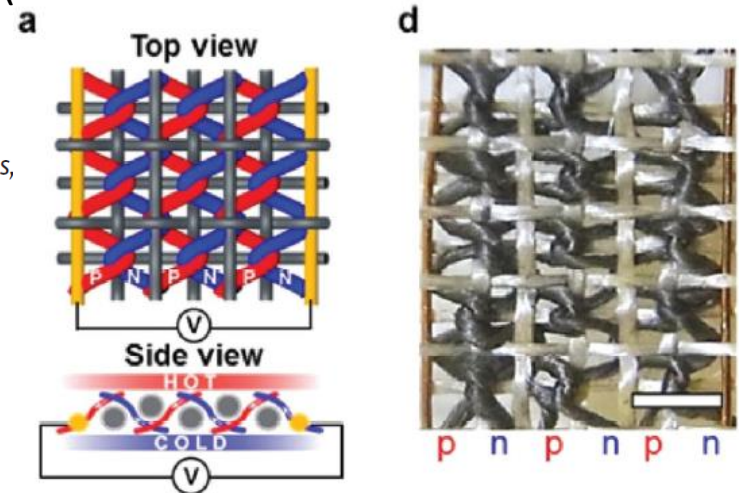 a
Top view
s,
P N P N P N
V
Side view
HOT
COLD
V
d
p n p n p n